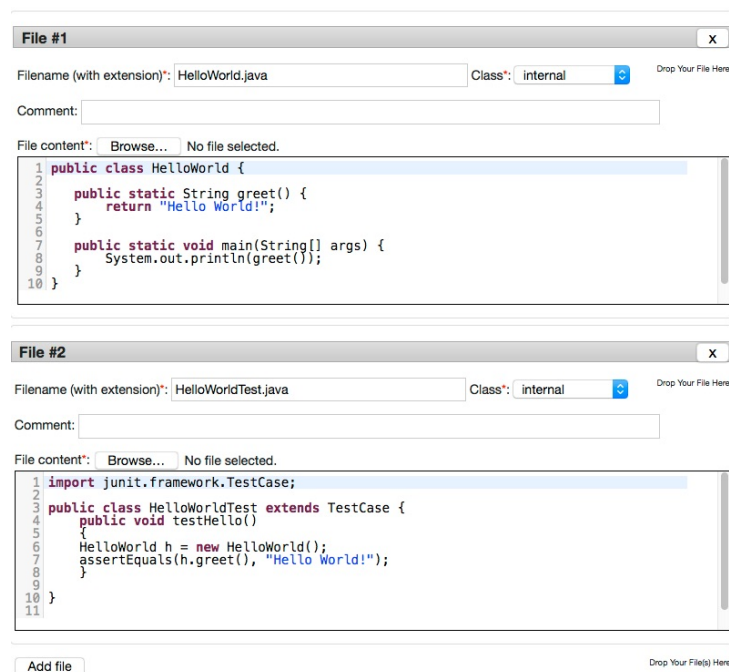 File #1 x
Filename (with extension)*: HelloWorld.java Class*: internal Drop Your File Here
Comment:
File content*: Browse... No file selected.
1 public class HelloWorld {
2
3    public static String greet() {
4        return "Hello World!";
5    }
6
7    public static void main(String[] args) {
8        System.out.println(greet());
9    }
10 }
File #2 x
Filename (with extension)*: HelloWorldTest.java Class*: internal Drop Your File Here
Comment:
File content*: Browse... No file selected.
1 import junit.framework.TestCase;
2
3 public class HelloWorldTest extends TestCase {
4     public void testHello()
5     {
6     HelloWorld h = new HelloWorld();
7     assertEquals(h.greet(), "Hello World!");
8     }
9
10 }
11
Add file Drop Your File(s) Here